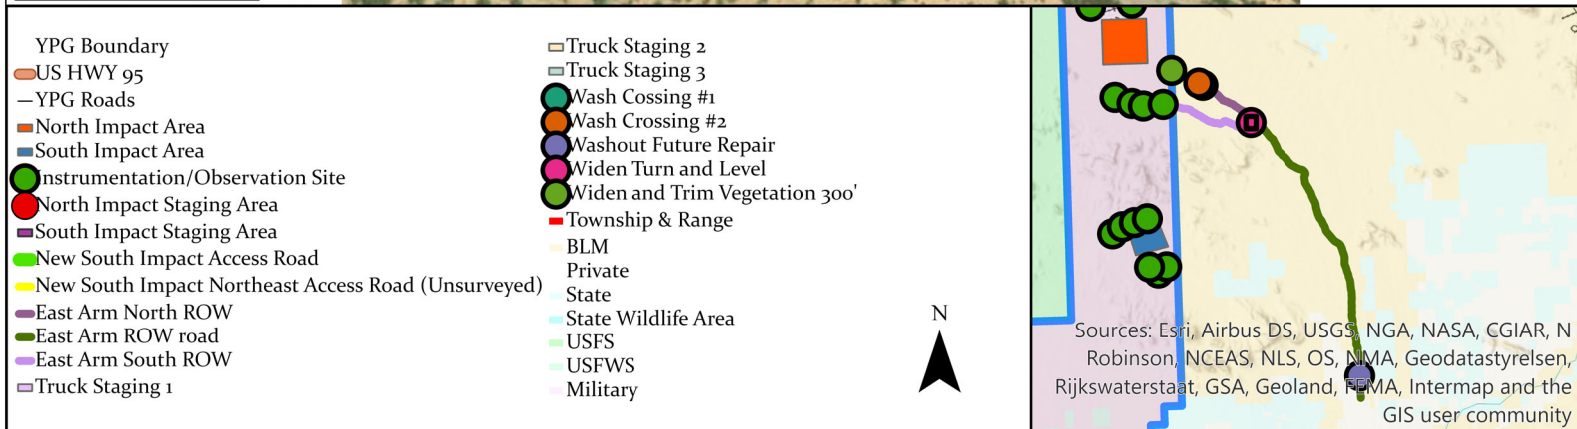 YPG Boundary
US HWY 95
YPG Roads
North Impact Area
South Impact Area
Instrumentation/Observation Site
North Impact Staging Area
South Impact Staging Area
New South Impact Access Road
New South Impact Northeast Access Road (Unsurveyed)
East Arm North ROW
East Arm ROW road
East Arm South ROW
Truck Staging 1
Truck Staging 2
Truck Staging 3
Wash Cossing #1
Wash Crossing #2
Washout Future Repair
Widen Turn and Level
Widen and Trim Vegetation 300'
Township & Range
BLM
Private
State
State Wildlife Area
USFS
USFWS
Military
N
Sources: Esri, Airbus DS, USGS, NGA, NASA, CGIAR, N
Robinson, NCEAS, NLS, OS, NMA, Geodatastyrelsen,
Rijkswaterstaat, GSA, Geoland, FEMA, Intermap and the
GIS user community